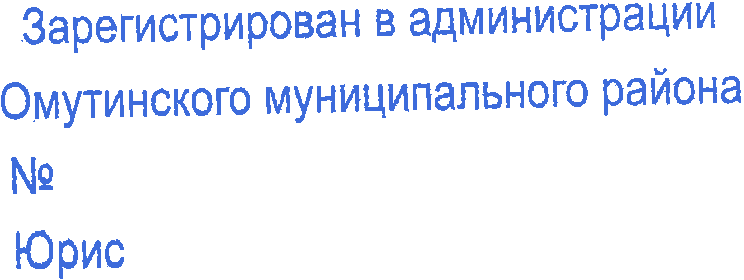 Зарегистрирован в администрации
Омутинского муниципального района
№
Юрис